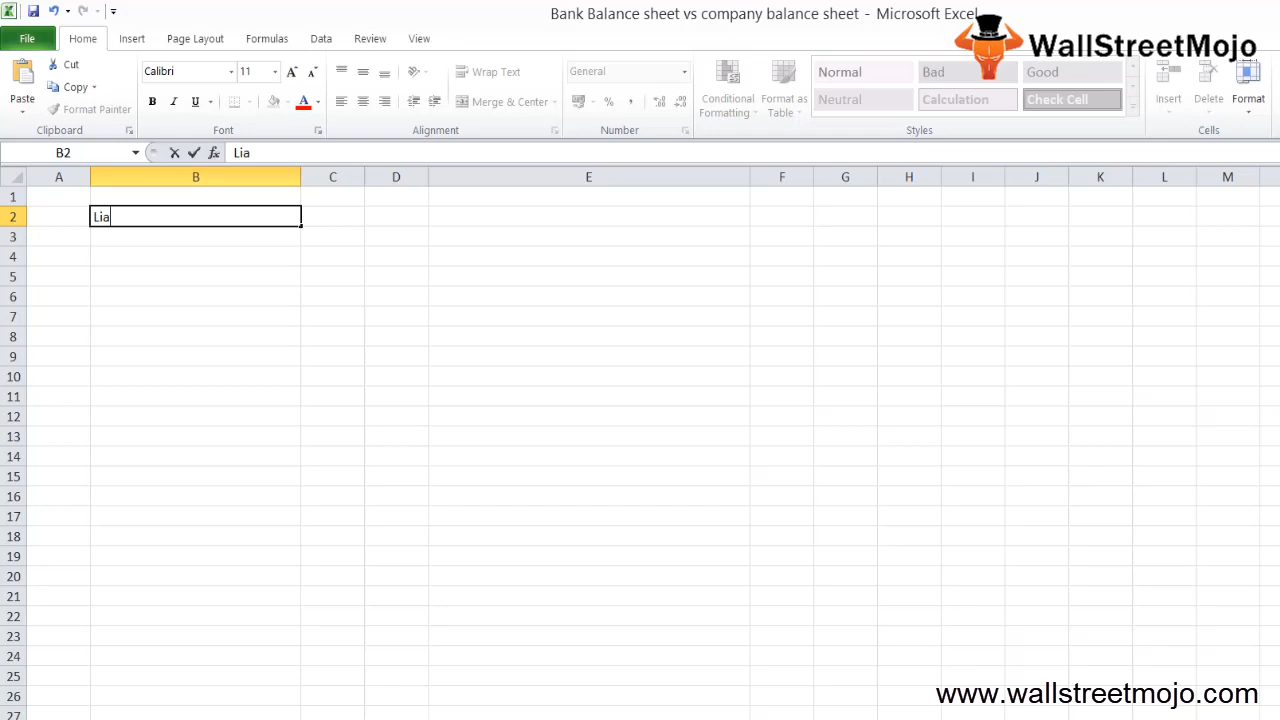 Bank Balance sheet vs company balance sheet - Microsoft Excel
WallStreetMojo
File Home Insert Page Layout Formulas Data Review View
Cut
Copy
Format Painter
Paste
Clipboard
Calibri 11 A A
B I U A
Font
Wrap Text
Merge & Center
Alignment
General
% ,
Number
Conditional Formatting
Format as Table
Normal Bad Good
Neutral Calculation Check Cell
Styles
Insert Delete Format
Cells
B2 fx Lia
A B C D E F G H I J K L M
1
2 Lia
3
4
5
6
7
8
9
10
11
12
13
14
15
16
17
18
19
20
21
22
23
24
25
26
27
www.wallstreetmojo.com